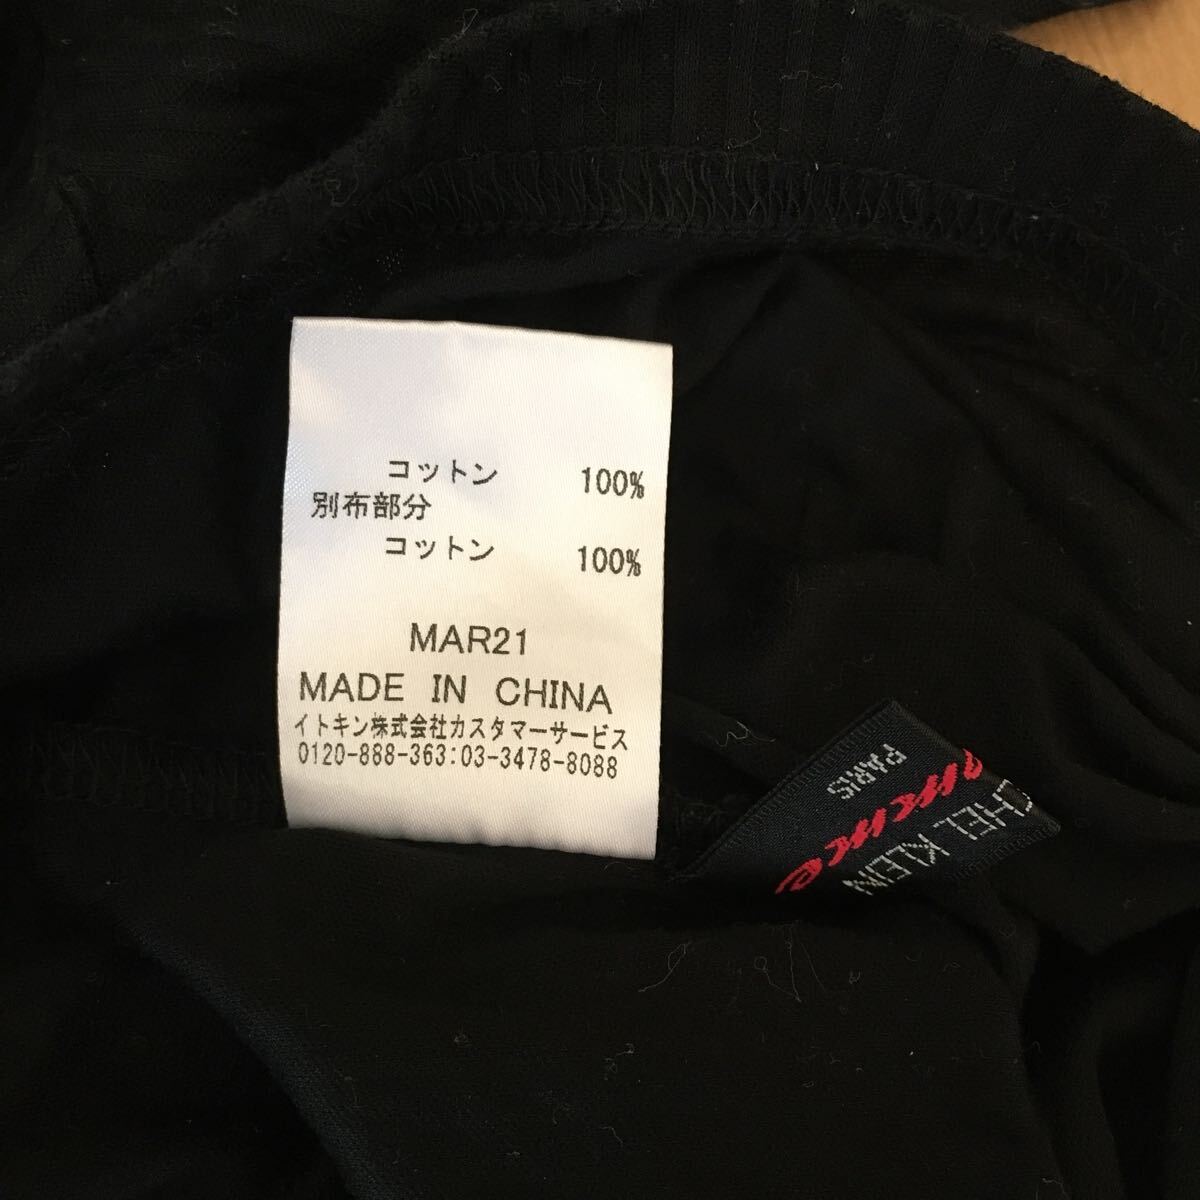 コットン 100%
別布部分
コットン 100%
MAR21
MADE IN CHINA
イトキン株式会社カスタマーサービス
0120-888-363:03-3478-8088
CHEL KLEIN
PARIS